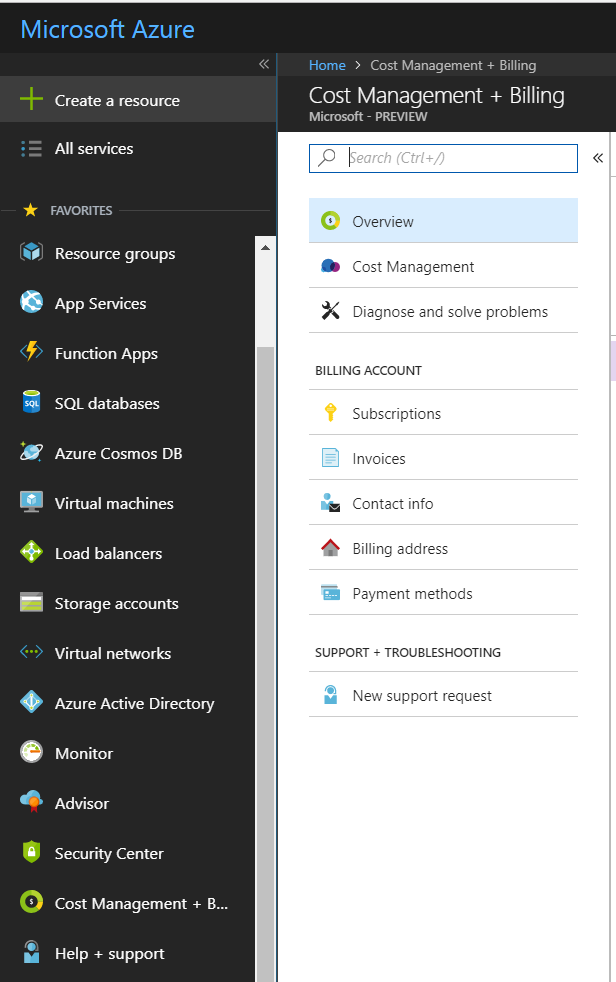 Microsoft Azure
Create a resource
All services
FAVORITES
Resource groups
App Services
Function Apps
SQL
SQL databases
Azure Cosmos DB
Virtual machines
Load balancers
Storage accounts
Virtual networks
Azure Active Directory
Monitor
Advisor
Security Center
$
Cost Management + B...
Help + support
Home > Cost Management + Billing
Cost Management + Billing
Microsoft - PREVIEW
Search (Ctrl+/)
$
Overview
Cost Management
Diagnose and solve problems
BILLING ACCOUNT
Subscriptions
Invoices
Contact info
Billing address
Payment methods
SUPPORT + TROUBLESHOOTING
New support request